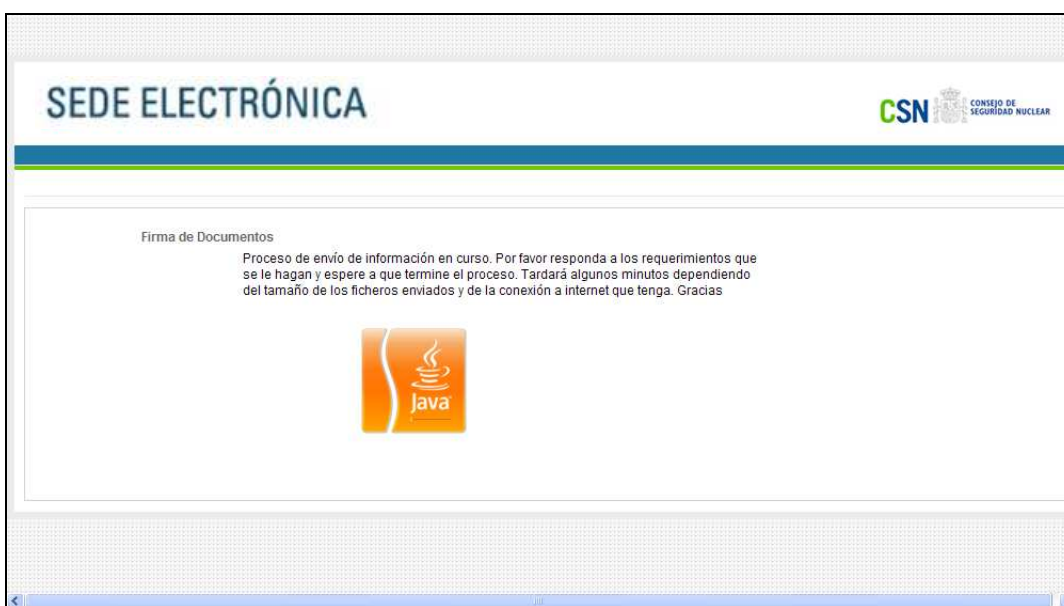 SEDE ELECTRÓNICA
CSN CONSEJO DE
SEGURIDAD NUCLEAR
Firma de Documentos
Proceso de envío de información en curso. Por favor responda a los requerimientos que
se le hagan y espere a que termine el proceso. Tardará algunos minutos dependiendo
del tamaño de los ficheros enviados y de la conexión a internet que tenga. Gracias
Java